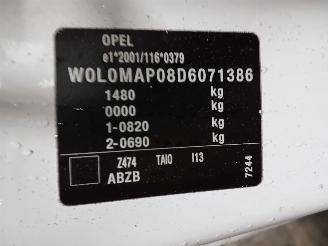 OPEL
e1*2001/116*0379
W0L0MAP08D6071386
1480 kg
0000 kg
1-0820 kg
2-0690 kg
Z474 TAIO I13
ABZB
7244